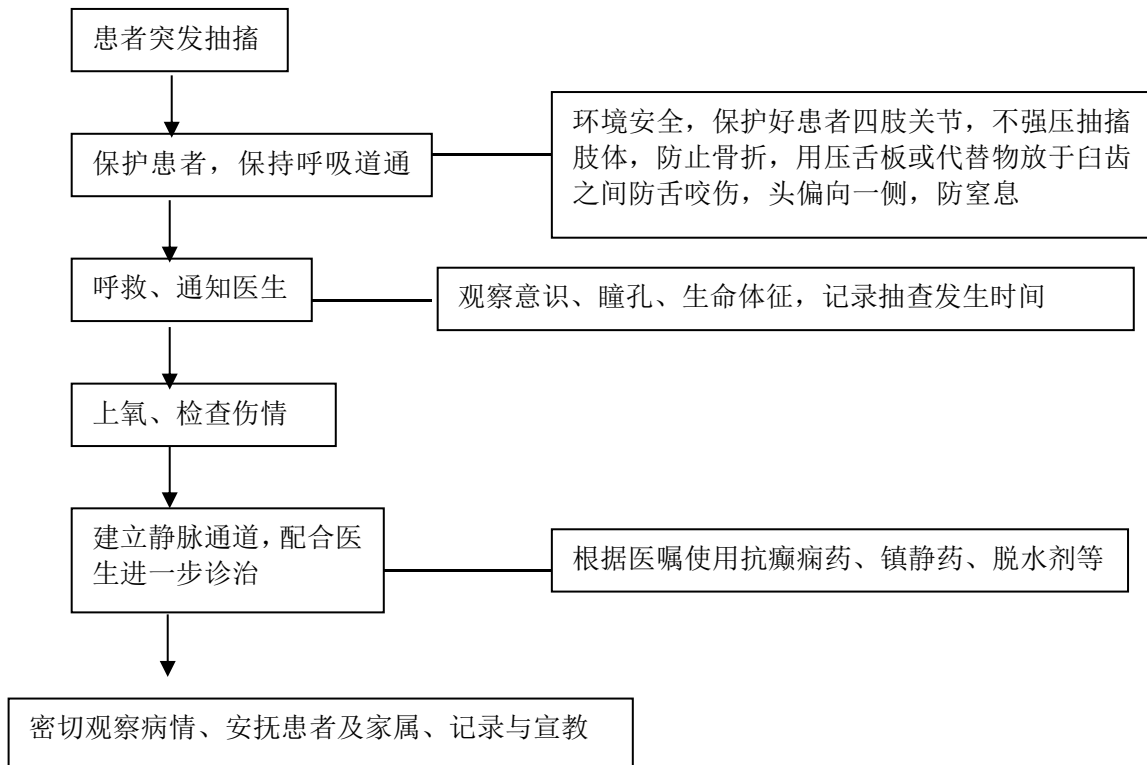 患者突发抽搐
保护患者，保持呼吸道通
环境安全，保护好患者四肢关节，不强压抽搐
肢体，防止骨折，用压舌板或代替物放于臼齿
之间防舌咬伤，头偏向一侧，防窒息
呼救、通知医生
观察意识、瞳孔、生命体征，记录抽查发生时间
上氧、检查伤情
建立静脉通道，配合医
生进一步诊治
根据医嘱使用抗癫痫药、镇静药、脱水剂等
密切观察病情、安抚患者及家属、记录与宣教